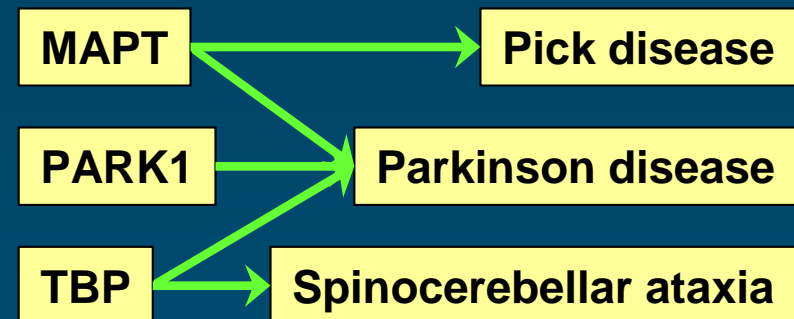 MAPT Pick disease
PARK1 Parkinson disease
TBP Spinocerebellar ataxia